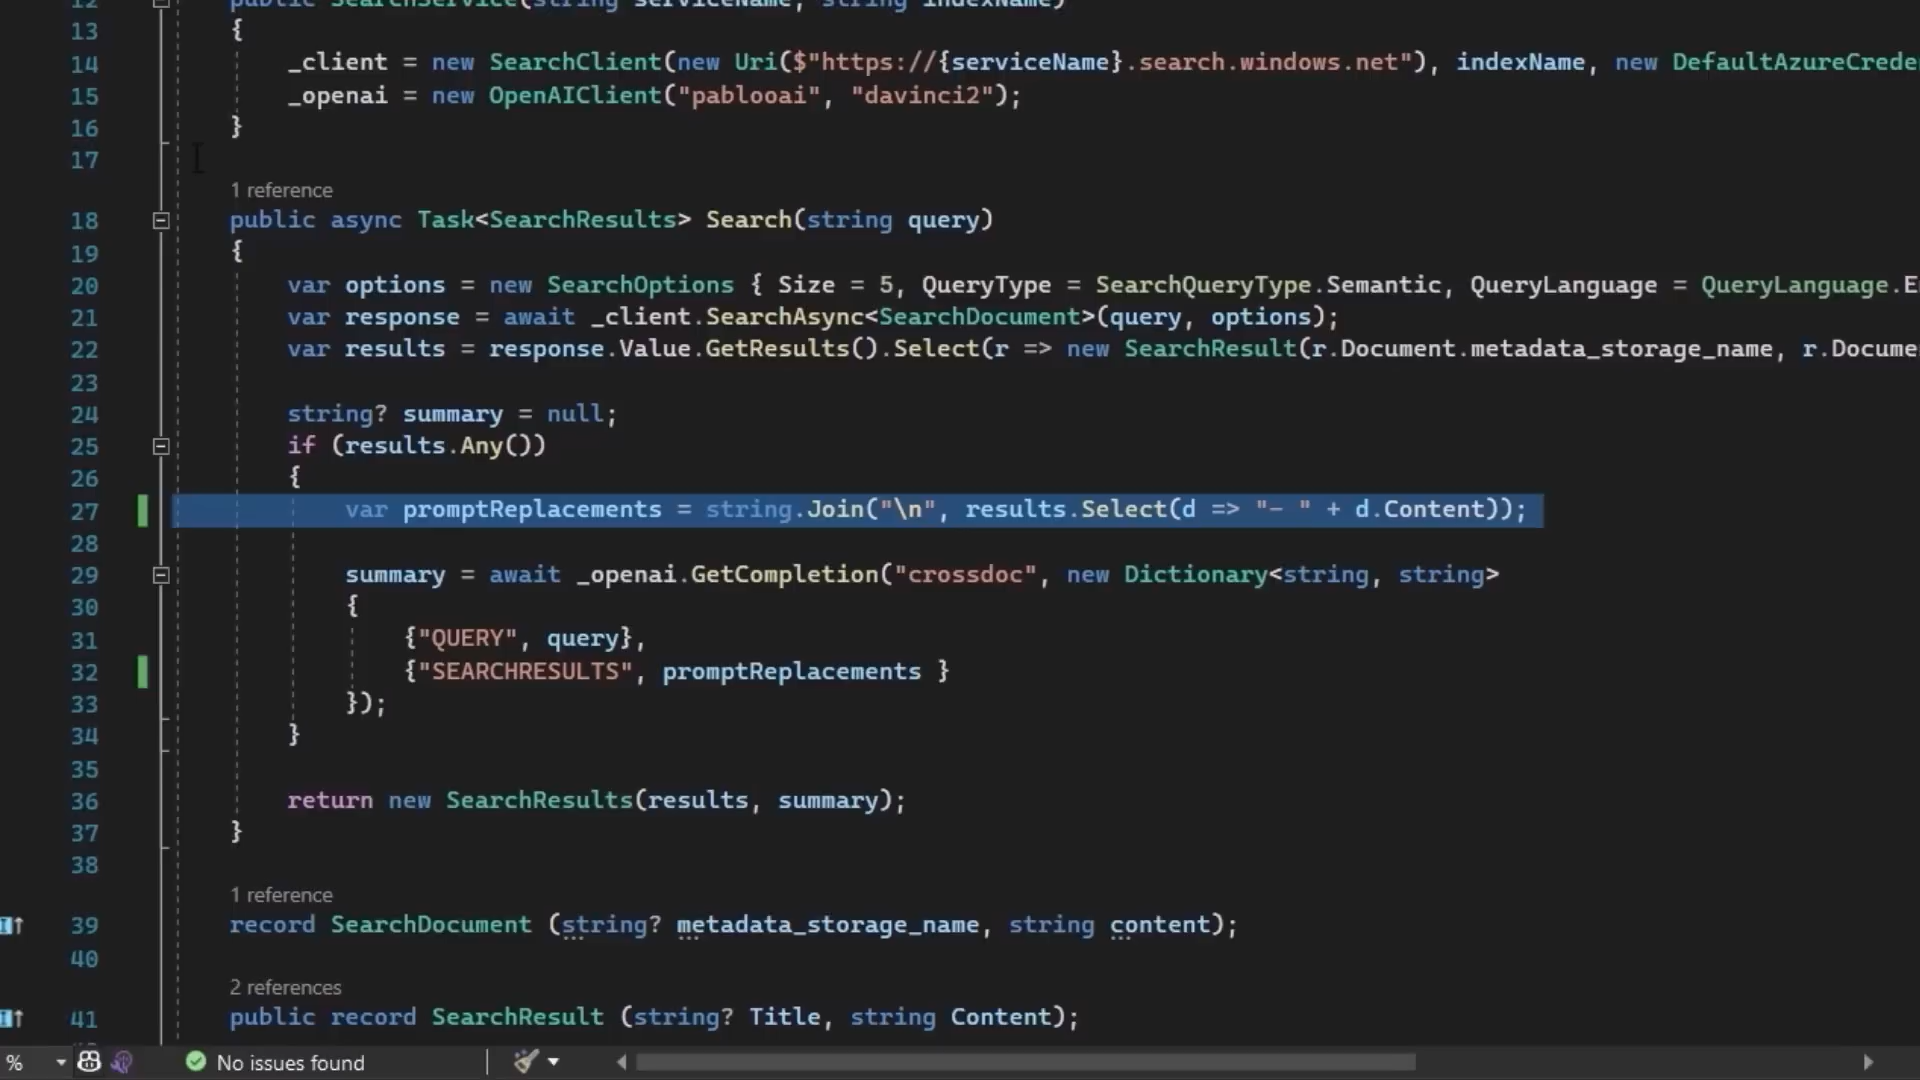 12 public SearchService(string serviceName, string indexName)
13 {
14 _client = new SearchClient(new Uri($"https://{serviceName}.search.windows.net"), indexName, new DefaultAzureCrede
15 _openai = new OpenAIClient("pablooai", "davinci2");
16 }
17
1 reference
18 public async Task<SearchResults> Search(string query)
19 {
20 var options = new SearchOptions { Size = 5, QueryType = SearchQueryType.Semantic, QueryLanguage = QueryLanguage.E
21 var response = await _client.SearchAsync<SearchDocument>(query, options);
22 var results = response.Value.GetResults().Select(r => new SearchResult(r.Document.metadata_storage_name, r.Docume
23
24 string? summary = null;
25 if (results.Any())
26 {
27 var promptReplacements = string.Join("\n", results.Select(d => "- " + d.Content));
28
29 summary = await _openai.GetCompletion("crossdoc", new Dictionary<string, string>
30 {
31 {"QUERY", query},
32 {"SEARCHRESULTS", promptReplacements }
33 });
34 }
35
36 return new SearchResults(results, summary);
37 }
38
1 reference
39 record SearchDocument (string? metadata_storage_name, string content);
40
2 references
41 public record SearchResult (string? Title, string Content);
% No issues found